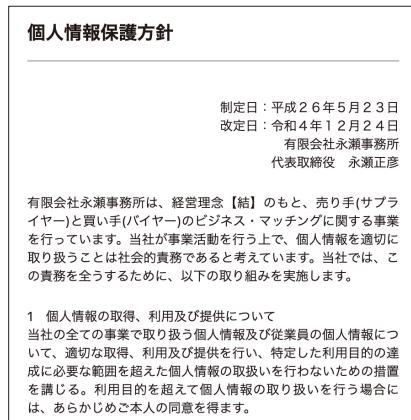 個人情報保護方針
制定日：平成２６年５月２３日
改定日：令和４年１２月２４日
有限会社永瀬事務所
代表取締役　永瀬正彦
有限会社永瀬事務所は、経営理念【結】のもと、売り手(サプラ
イヤー)と買い手(バイヤー)のビジネス・マッチングに関する事業
を行っています。当社が事業活動を行う上で、個人情報を適切に
取り扱うことは社会的責務であると考えています。当社では、こ
の責務を全うするために、以下の取り組みを実施します。
1　個人情報の取得、利用及び提供について
当社の全ての事業で取り扱う個人情報及び従業員の個人情報につ
いて、適切な取得、利用及び提供を行い、特定した利用目的の達
成に必要な範囲を超えた個人情報の取扱いを行わないための措置
を講じる。利用目的を超えて個人情報の取り扱いを行う場合に
は、あらかじめご本人の同意を得ます。